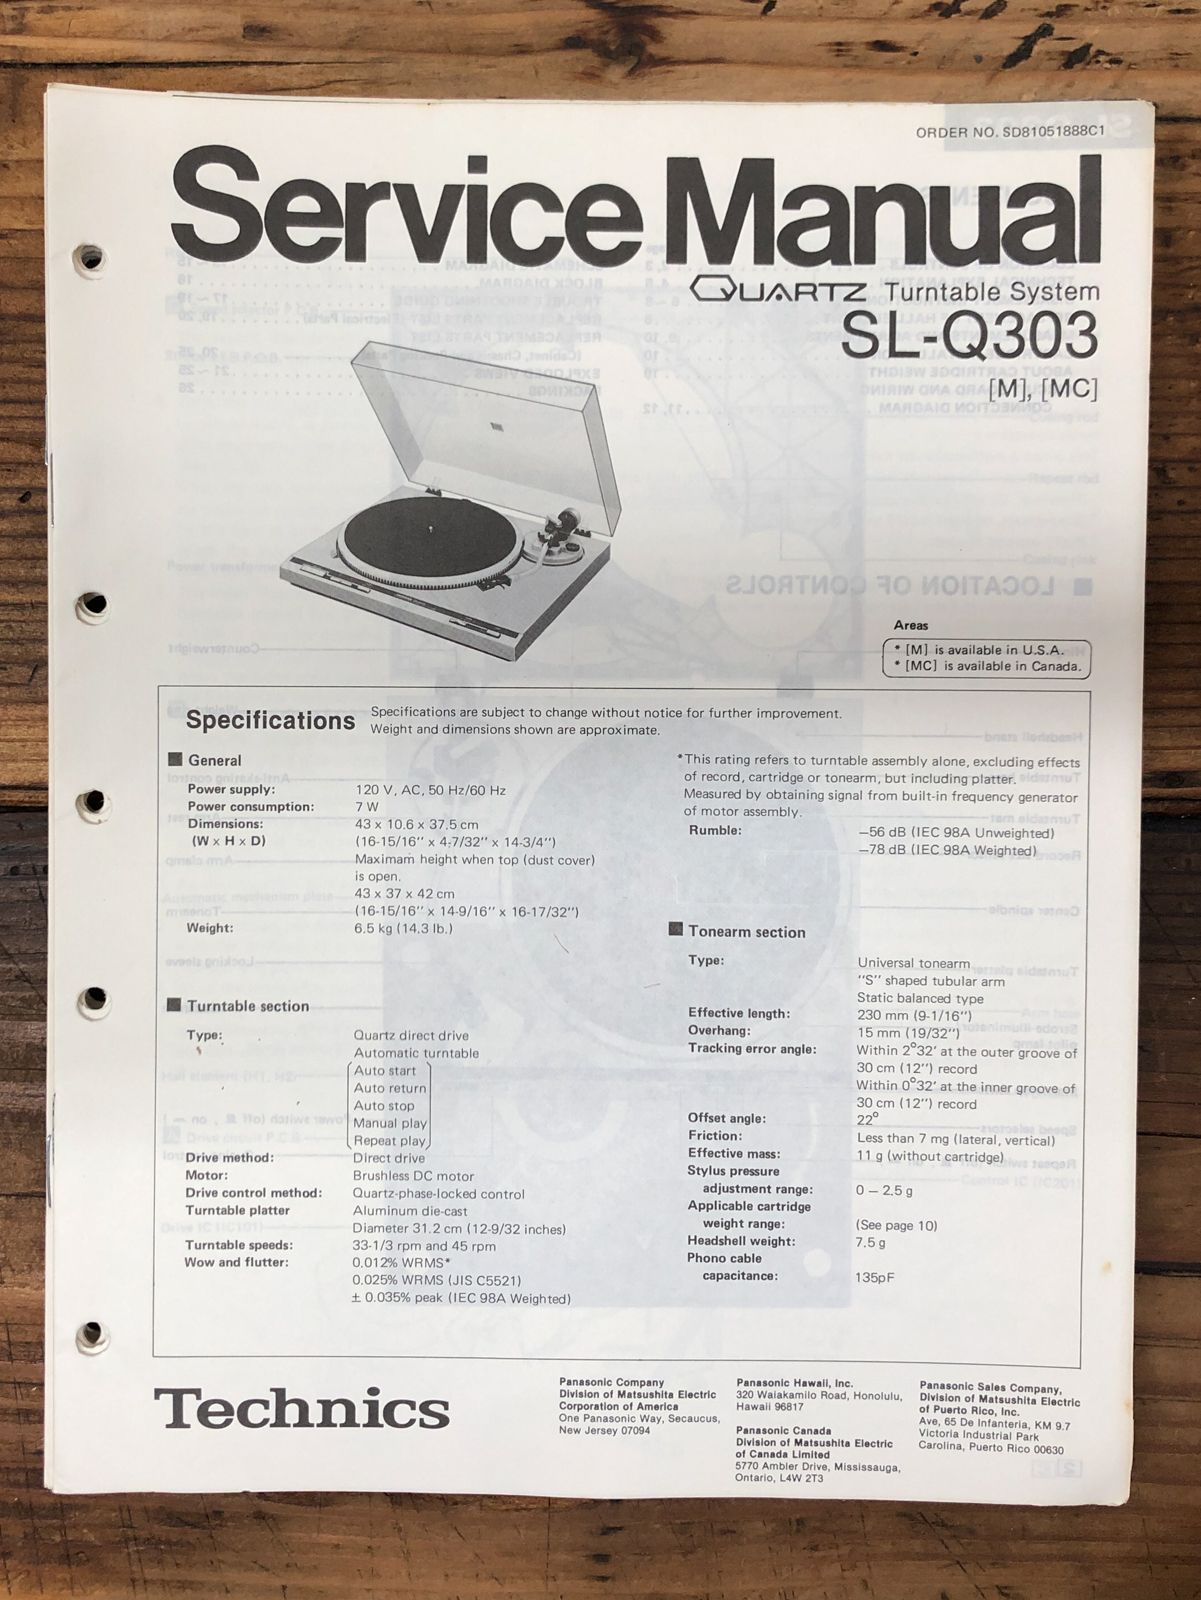 ORDER NO. SD81051888C1
Service Manual
QUARTZ Turntable System
SL-Q303
[M], [MC]
Areas
* [M] is available in U.S.A.
* [MC] is available in Canada.
Specifications
Specifications are subject to change without notice for further improvement.
Weight and dimensions shown are approximate.
■ General
Power supply: 120 V, AC, 50 Hz/60 Hz
Power consumption: 7 W
Dimensions: 43 x 10.6 x 37.5 cm
(W x H x D) (16-15/16" x 4-7/32" x 14-3/4")
Maximam height when top (dust cover)
is open.
43 x 37 x 42 cm
(16-15/16" x 14-9/16" x 16-17/32")
Weight: 6.5 kg (14.3 lb.)
■ Turntable section
Type: Quartz direct drive
Automatic turntable
Auto start
Auto return
Auto stop
Manual play
Repeat play
Drive method: Direct drive
Motor: Brushless DC motor
Drive control method: Quartz-phase-locked control
Turntable platter Aluminum die-cast
Diameter 31.2 cm (12-9/32 inches)
Turntable speeds: 33-1/3 rpm and 45 rpm
Wow and flutter: 0.012% WRMS*
0.025% WRMS (JIS C5521)
± 0.035% peak (IEC 98A Weighted)
*This rating refers to turntable assembly alone, excluding effects
of record, cartridge or tonearm, but including platter.
Measured by obtaining signal from built-in frequency generator
of motor assembly.
Rumble: —56 dB (IEC 98A Unweighted)
—78 dB (IEC 98A Weighted)
■ Tonearm section
Type: Universal tonearm
"S" shaped tubular arm
Static balanced type
Effective length: 230 mm (9-1/16")
Overhang: 15 mm (19/32")
Tracking error angle: Within 2°32' at the outer groove of
30 cm (12") record
Within 0°32' at the inner groove of
30 cm (12") record
Offset angle: 22°
Friction: Less than 7 mg (lateral, vertical)
Effective mass: 11 g (without cartridge)
Stylus pressure
adjustment range: 0 — 2.5 g
Applicable cartridge
weight range: (See page 10)
Headshell weight: 7.5 g
Phono cable
capacitance: 135pF
Technics
Panasonic Company
Division of Matsushita Electric
Corporation of America
One Panasonic Way, Secaucus,
New Jersey 07094
Panasonic Hawaii, Inc.
320 Waiakamilo Road, Honolulu,
Hawaii 96817
Panasonic Canada
Division of Matsushita Electric
of Canada Limited
5770 Ambler Drive, Mississauga,
Ontario, L4W 2T3
Panasonic Sales Company,
Division of Matsushita Electric
of Puerto Rico, Inc.
Ave, 65 De Infanteria, KM 9.7
Victoria Industrial Park
Carolina, Puerto Rico 00630